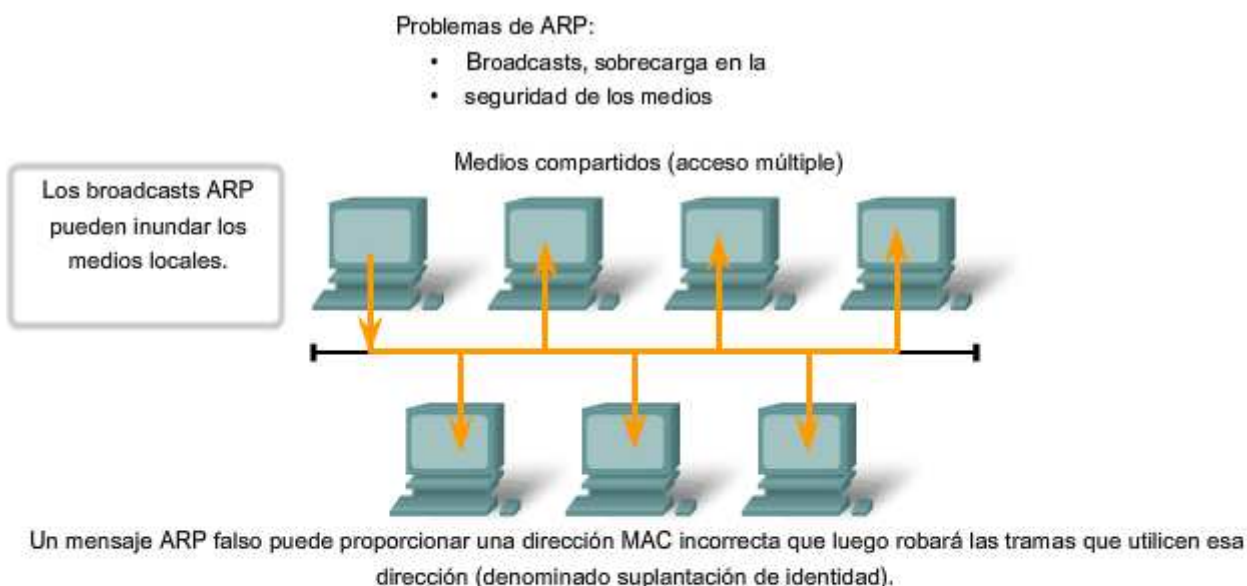 Problemas de ARP:
• Broadcasts, sobrecarga en la
• seguridad de los medios
Medios compartidos (acceso múltiple)
Los broadcasts ARP
pueden inundar los
medios locales.
Un mensaje ARP falso puede proporcionar una dirección MAC incorrecta que luego robará las tramas que utilicen esa
dirección (denominado suplantación de identidad).